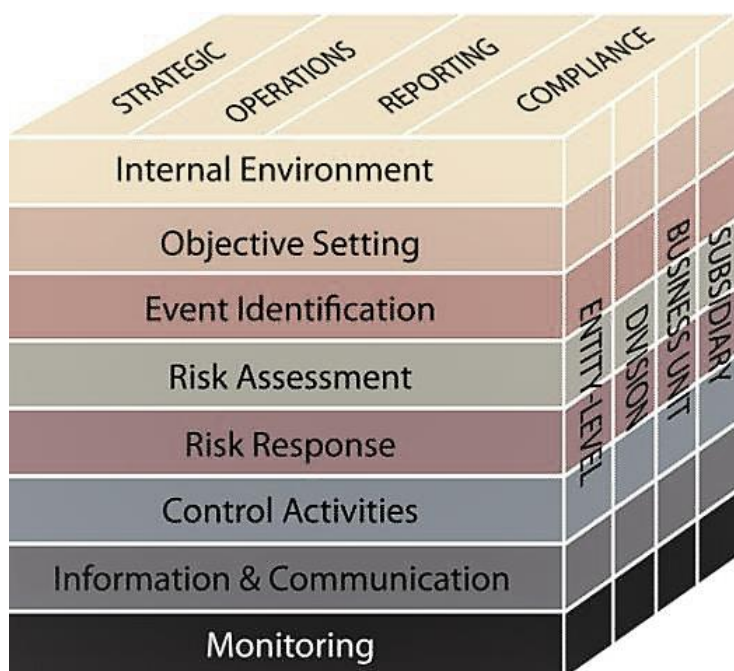 STRATEGIC
OPERATIONS
REPORTING
COMPLIANCE
Internal Environment
Objective Setting
Event Identification
Risk Assessment
Risk Response
Control Activities
Information & Communication
Monitoring
ENTITY-LEVEL
DIVISION
BUSINESS UNIT
SUBSIDIARY